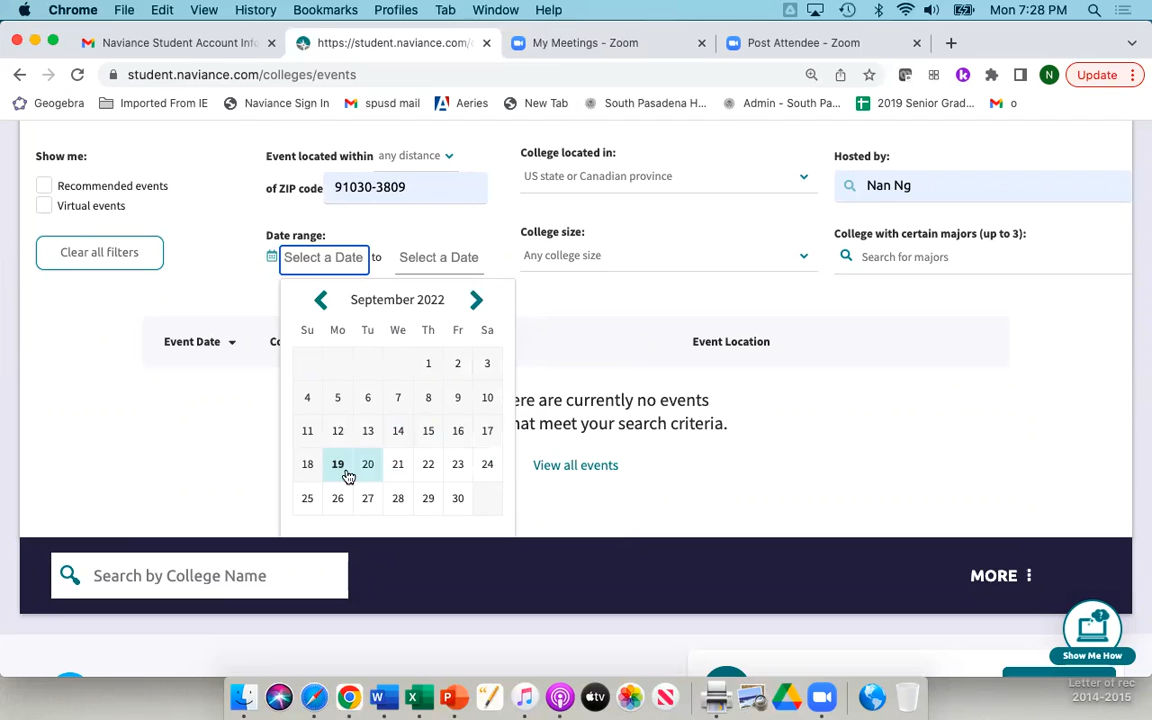 Chrome File Edit View History Bookmarks Profiles Tab Window Help Mon 7:28 PM
Naviance Student Account Info
https://student.naviance.com/
My Meetings - Zoom
Post Attendee - Zoom
student.naviance.com/colleges/events
N
Update
Geogebra
Imported From IE
Naviance Sign In
spusd mail
Aeries
New Tab
South Pasadena H...
Admin - South Pa...
2019 Senior Grad...
o
Show me:
Recommended events
Virtual events
Clear all filters
Event located within any distance
of ZIP code 91030-3809
Date range:
Select a Date to Select a Date
College located in:
US state or Canadian province
College size:
Any college size
Hosted by:
Nan Ng
College with certain majors (up to 3):
Search for majors
September 2022
Su Mo Tu We Th Fr Sa
1 2 3
4 5 6 7 8 9 10
11 12 13 14 15 16 17
18 19 20 21 22 23 24
25 26 27 28 29 30
Event Date
Co
Event Location
ere are currently no events
hat meet your search criteria.
View all events
Search by College Name
MORE
Show Me How
Letter of rec
2014-2015